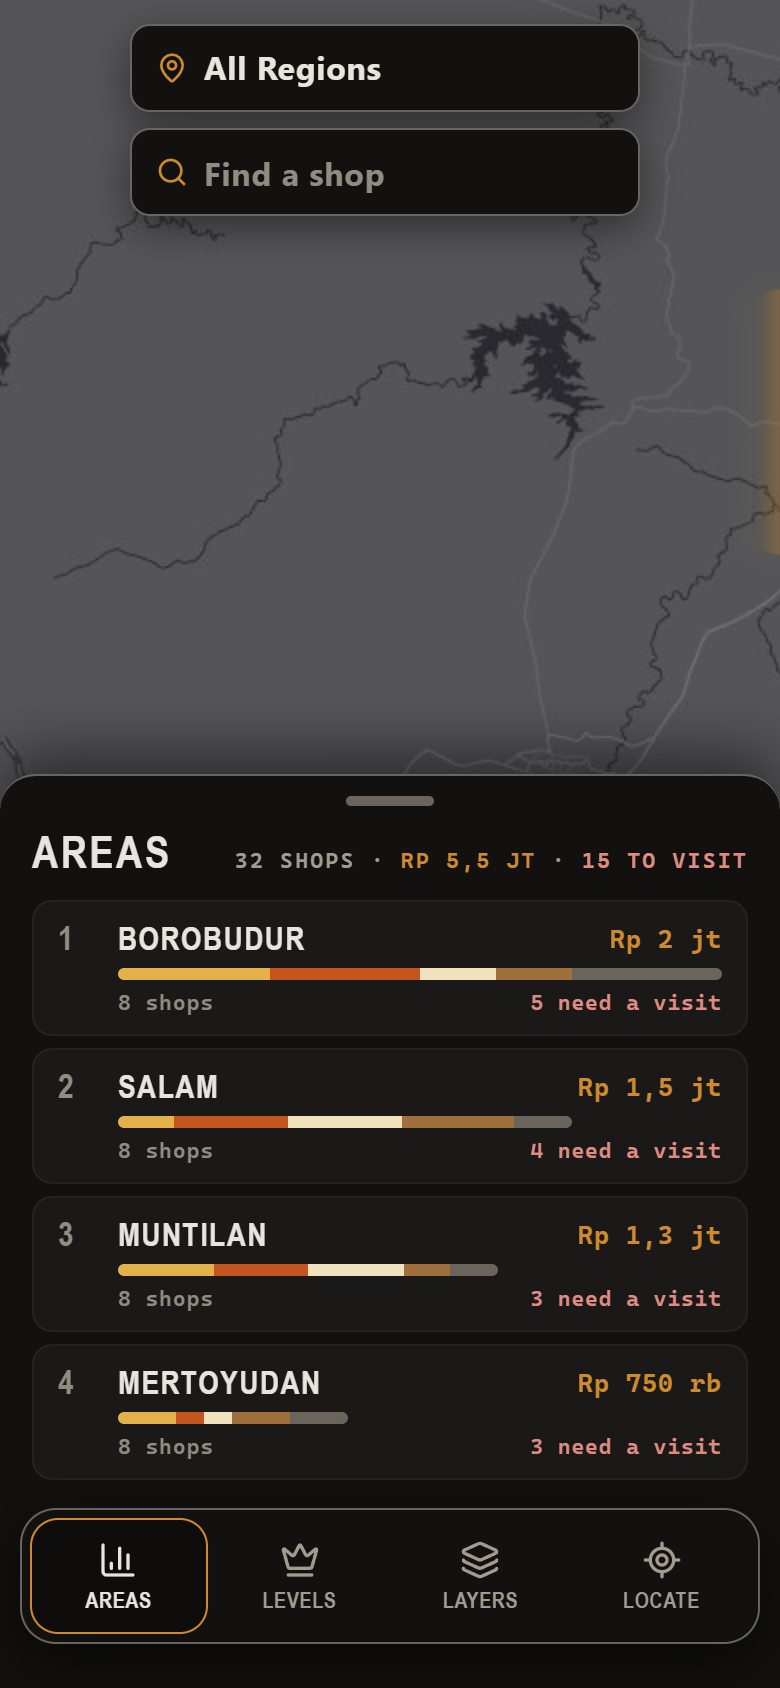 All Regions
Find a shop
AREAS 32 SHOPS · RP 5,5 JT · 15 TO VISIT
1 BOROBUDUR Rp 2 jt
8 shops 5 need a visit
2 SALAM Rp 1,5 jt
8 shops 4 need a visit
3 MUNTILAN Rp 1,3 jt
8 shops 3 need a visit
4 MERTOYUDAN Rp 750 rb
8 shops 3 need a visit
AREAS LEVELS LAYERS LOCATE